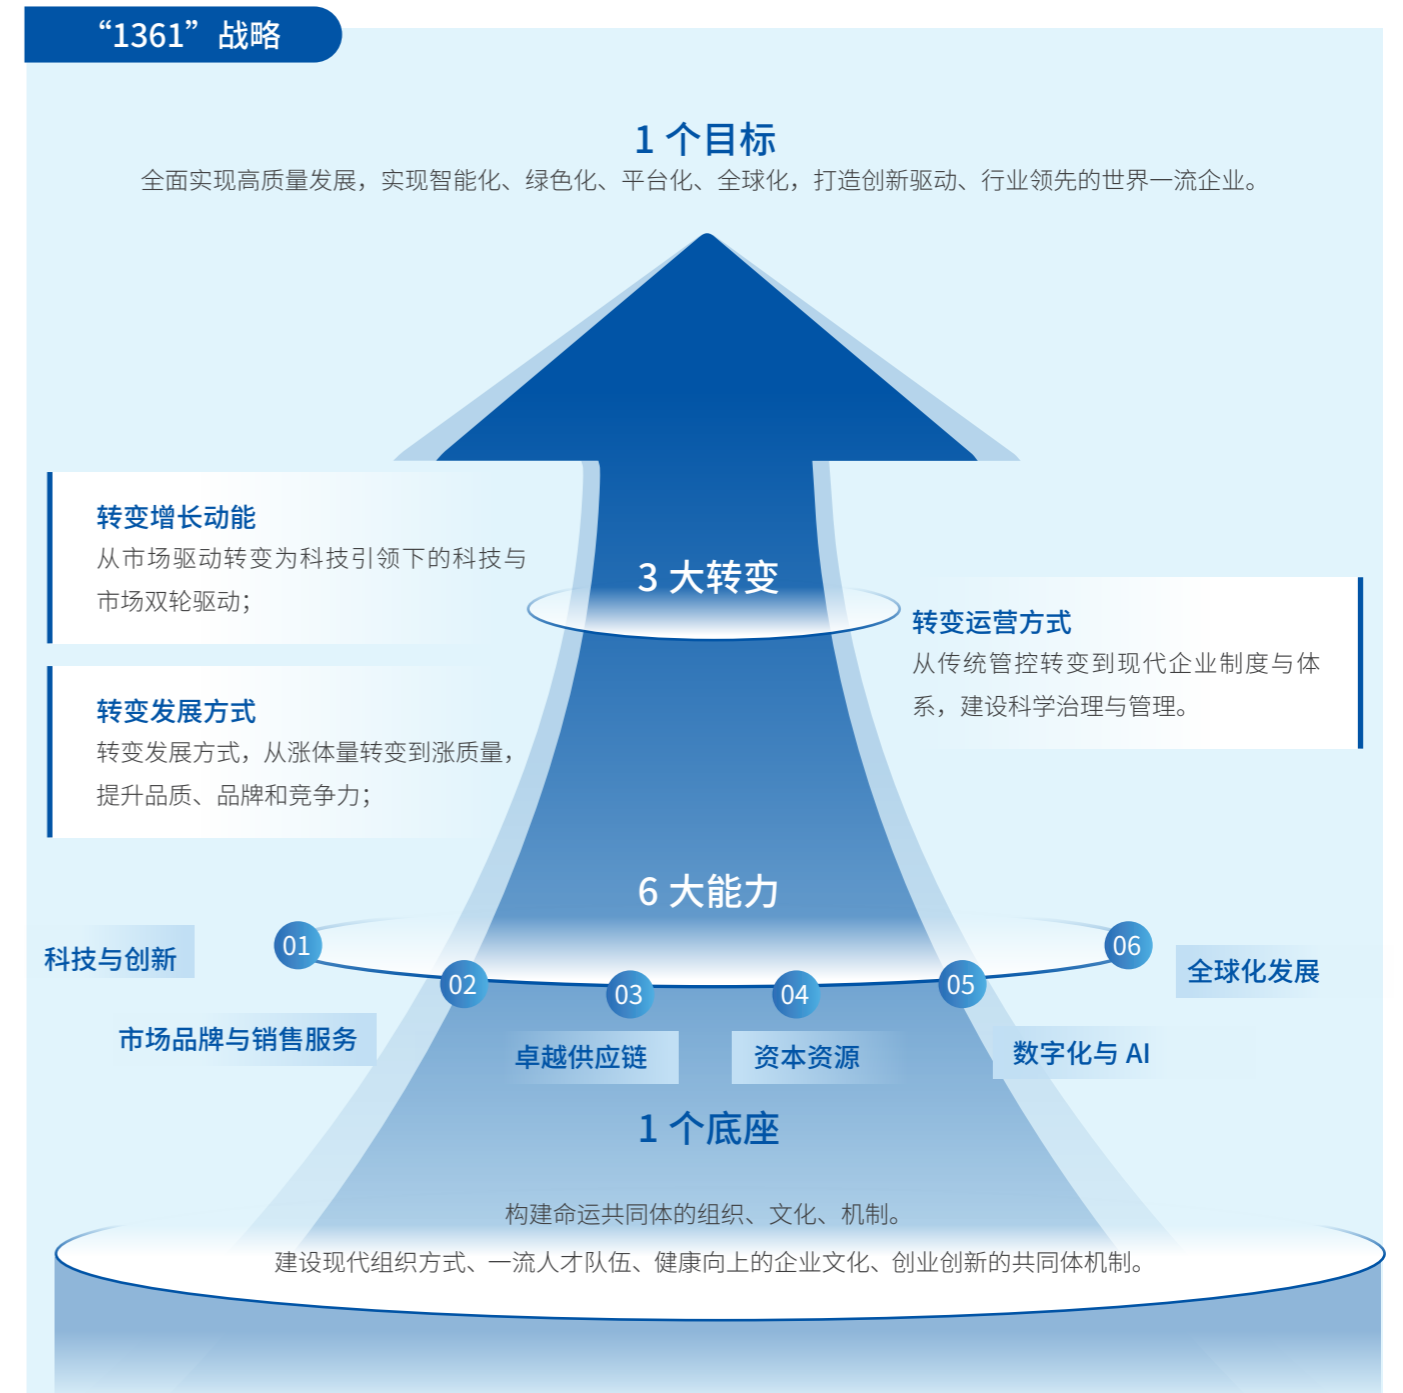 “1361”战略
1 个目标
全面实现高质量发展，实现智能化、绿色化、平台化、全球化，打造创新驱动、行业领先的世界一流企业。
转变增长动能
从市场驱动转变为科技引领下的科技与
市场双轮驱动；
3 大转变
转变运营方式
从传统管控转变到现代企业制度与体
系，建设科学治理与管理。
转变发展方式
转变发展方式，从涨体量转变到涨质量，
提升品质、品牌和竞争力；
6 大能力
01
科技与创新
02
市场品牌与销售服务
03
卓越供应链
04
资本资源
05
数字化与 AI
06
全球化发展
1 个底座
构建命运共同体的组织、文化、机制。
建设现代组织方式、一流人才队伍、健康向上的企业文化、创业创新的共同体机制。